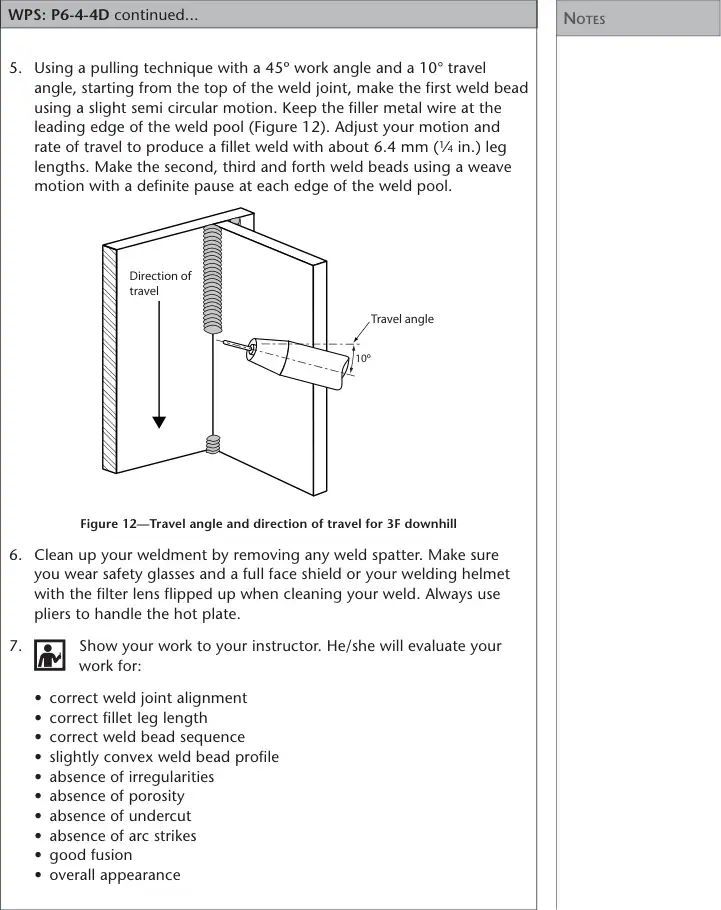 WPS: P6-4-4D continued...
NOTES
5. Using a pulling technique with a 45º work angle and a 10° travel
angle, starting from the top of the weld joint, make the first weld bead
using a slight semi circular motion. Keep the filler metal wire at the
leading edge of the weld pool (Figure 12). Adjust your motion and
rate of travel to produce a fillet weld with about 6.4 mm (¼ in.) leg
lengths. Make the second, third and forth weld beads using a weave
motion with a definite pause at each edge of the weld pool.
Direction of
travel
Travel angle
10º
Figure 12—Travel angle and direction of travel for 3F downhill
6. Clean up your weldment by removing any weld spatter. Make sure
you wear safety glasses and a full face shield or your welding helmet
with the filter lens flipped up when cleaning your weld. Always use
pliers to handle the hot plate.
7. Show your work to your instructor. He/she will evaluate your
work for:
• correct weld joint alignment
• correct fillet leg length
• correct weld bead sequence
• slightly convex weld bead profile
• absence of irregularities
• absence of porosity
• absence of undercut
• absence of arc strikes
• good fusion
• overall appearance